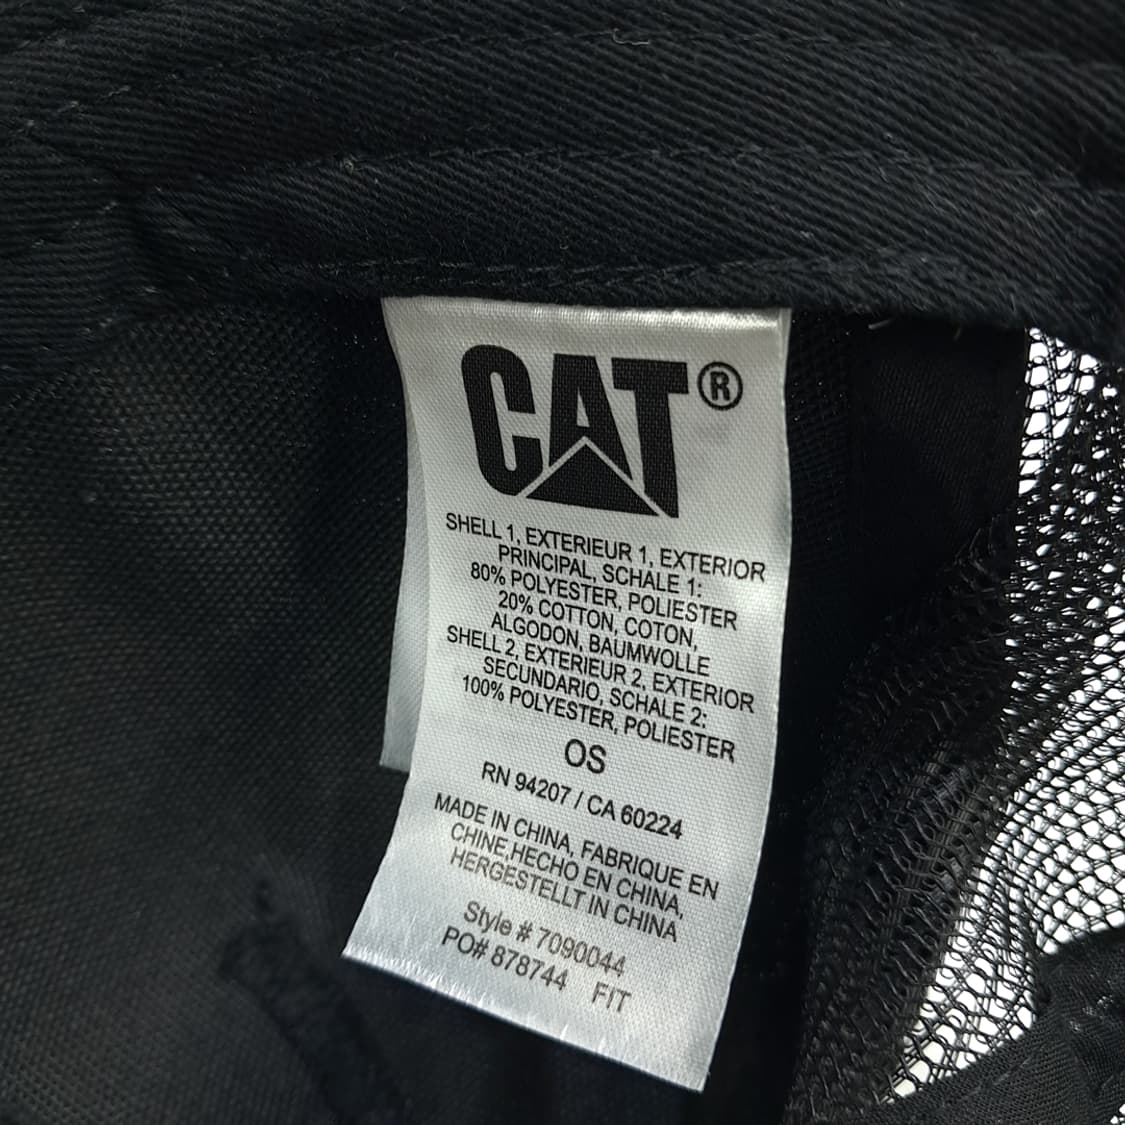 CAT®
SHELL 1, EXTERIEUR 1, EXTERIOR
PRINCIPAL, SCHALE 1:
80% POLYESTER, POLIESTER
20% COTTON, COTON,
ALGODON, BAUMWOLLE
SHELL 2, EXTERIEUR 2, EXTERIOR
SECUNDARIO, SCHALE 2:
100% POLYESTER, POLIESTER
OS
RN 94207 / CA 60224
MADE IN CHINA, FABRIQUE EN
CHINE,HECHO EN CHINA,
HERGESTELLT IN CHINA
Style # 7090044
PO# 878744 FIT